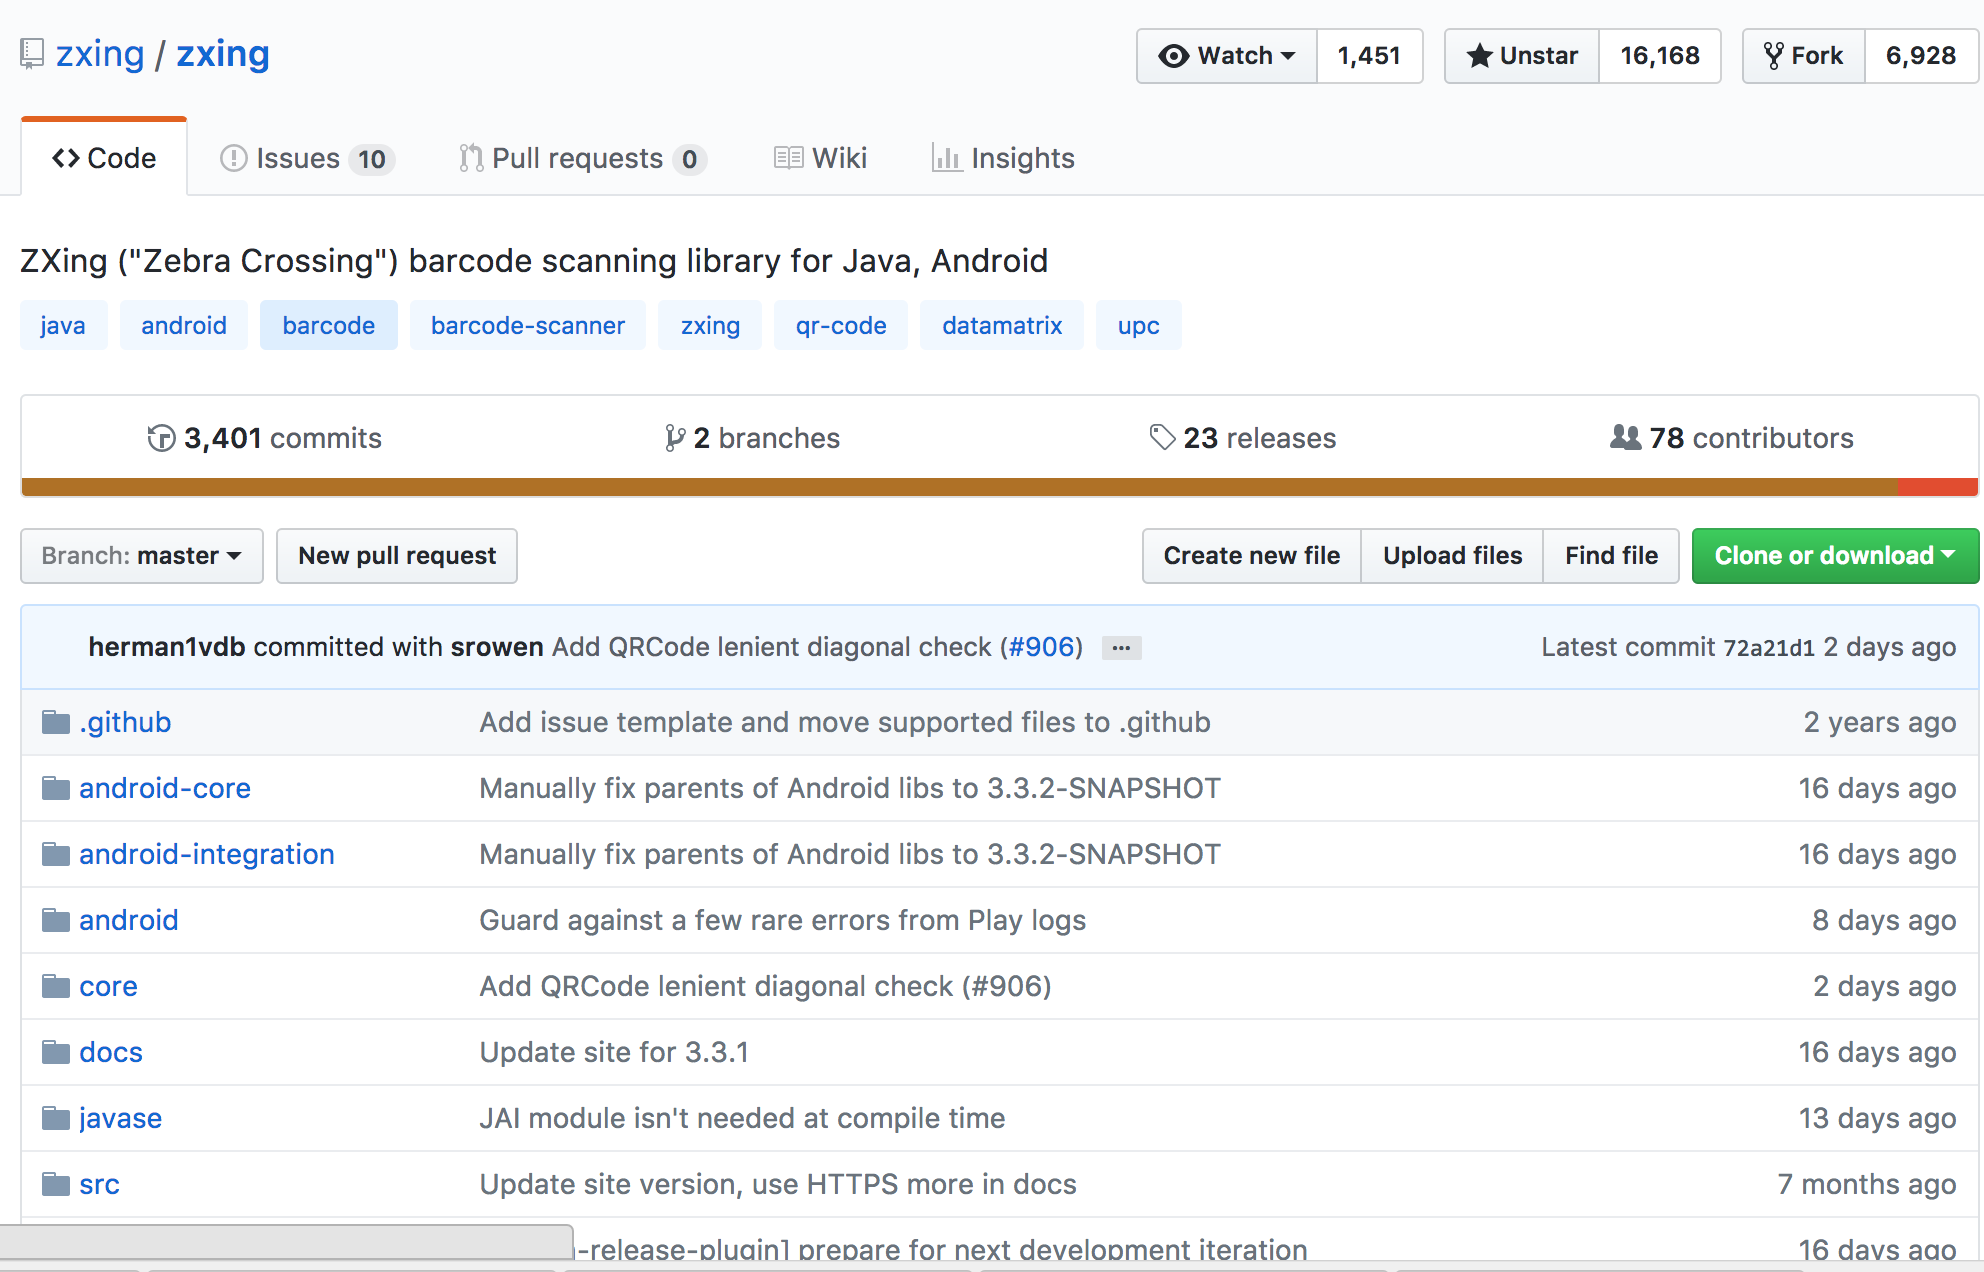 zxing / zxing
Watch 1,451 Unstar 16,168 Fork 6,928
Code Issues 10 Pull requests 0 Wiki Insights
ZXing ("Zebra Crossing") barcode scanning library for Java, Android
java android barcode barcode-scanner zxing qr-code datamatrix upc
3,401 commits 2 branches 23 releases 78 contributors
Branch: master New pull request Create new file Upload files Find file Clone or download
herman1vdb committed with srowen Add QRCode lenient diagonal check (#906) ... Latest commit 72a21d1 2 days ago
.github Add issue template and move supported files to .github 2 years ago
android-core Manually fix parents of Android libs to 3.3.2-SNAPSHOT 16 days ago
android-integration Manually fix parents of Android libs to 3.3.2-SNAPSHOT 16 days ago
android Guard against a few rare errors from Play logs 8 days ago
core Add QRCode lenient diagonal check (#906) 2 days ago
docs Update site for 3.3.1 16 days ago
javase JAI module isn't needed at compile time 13 days ago
src Update site version, use HTTPS more in docs 7 months ago
-release-plugin] prepare for next development iteration 16 days ago